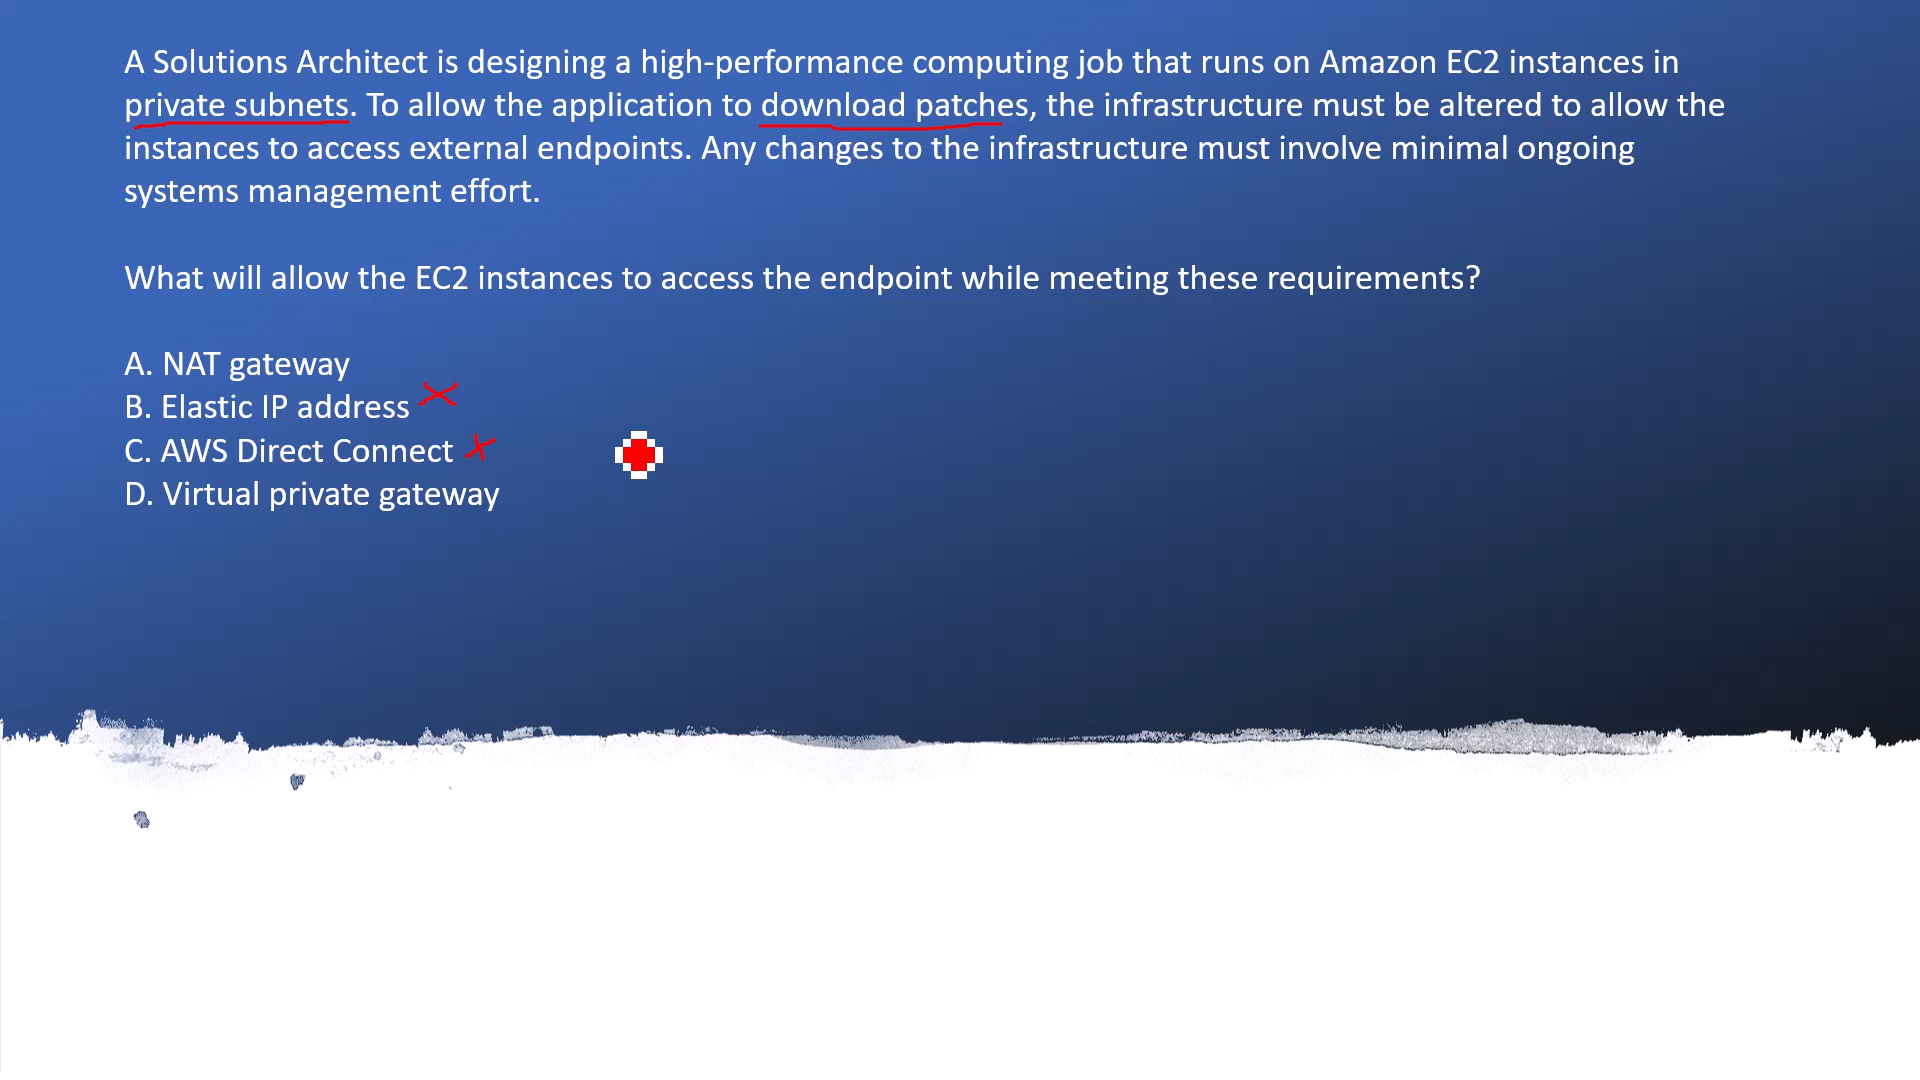 A Solutions Architect is designing a high-performance computing job that runs on Amazon EC2 instances in
private subnets. To allow the application to download patches, the infrastructure must be altered to allow the
instances to access external endpoints. Any changes to the infrastructure must involve minimal ongoing
systems management effort.
What will allow the EC2 instances to access the endpoint while meeting these requirements?
A. NAT gateway
B. Elastic IP address
C. AWS Direct Connect
D. Virtual private gateway